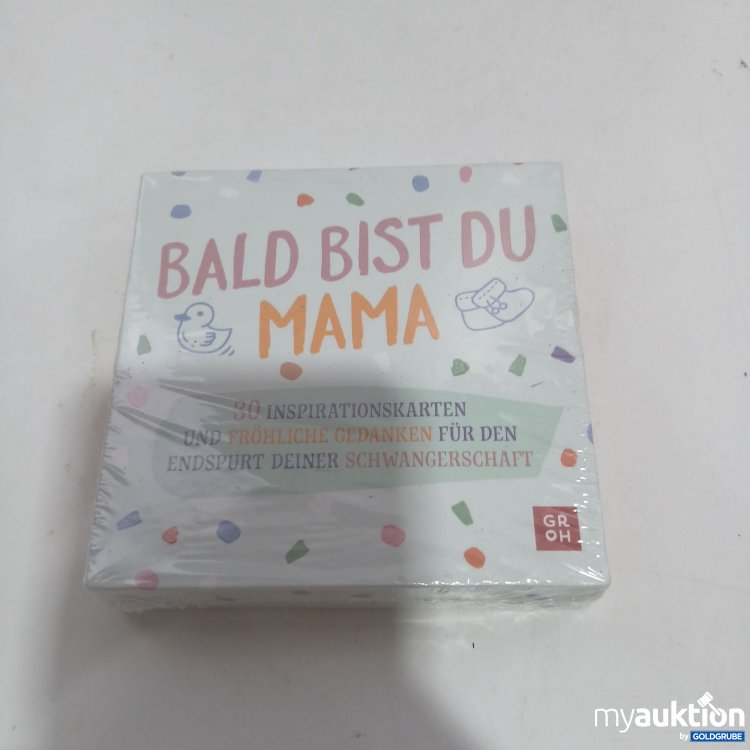 BALD BIST DU
MAMA
30 INSPIRATIONSKARTEN
UND FRÖHLICHE GEDANKEN FÜR DEN
ENDSPURT DEINER SCHWANGERSCHAFT
GR
OH
myauktion
by GOLDGRUBE